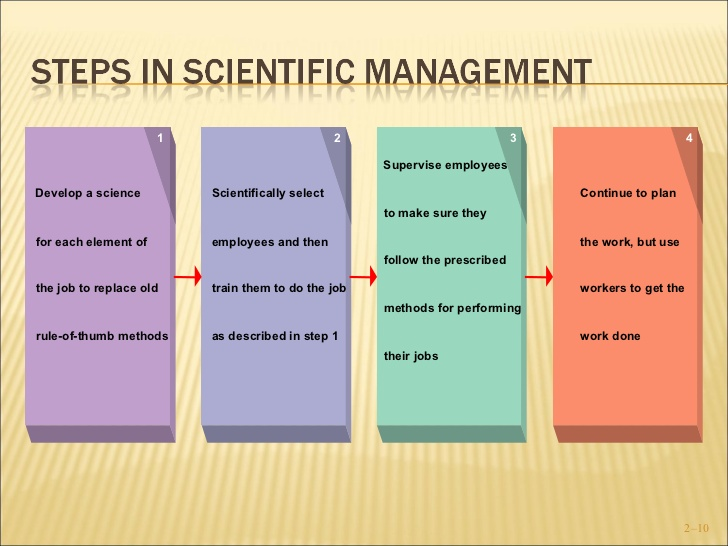 STEPS IN SCIENTIFIC MANAGEMENT
1
Develop a science
for each element of
the job to replace old
rule-of-thumb methods
2
Scientifically select
employees and then
train them to do the job
as described in step 1
3
Supervise employees
to make sure they
follow the prescribed
methods for performing
their jobs
4
Continue to plan
the work, but use
workers to get the
work done
2–10